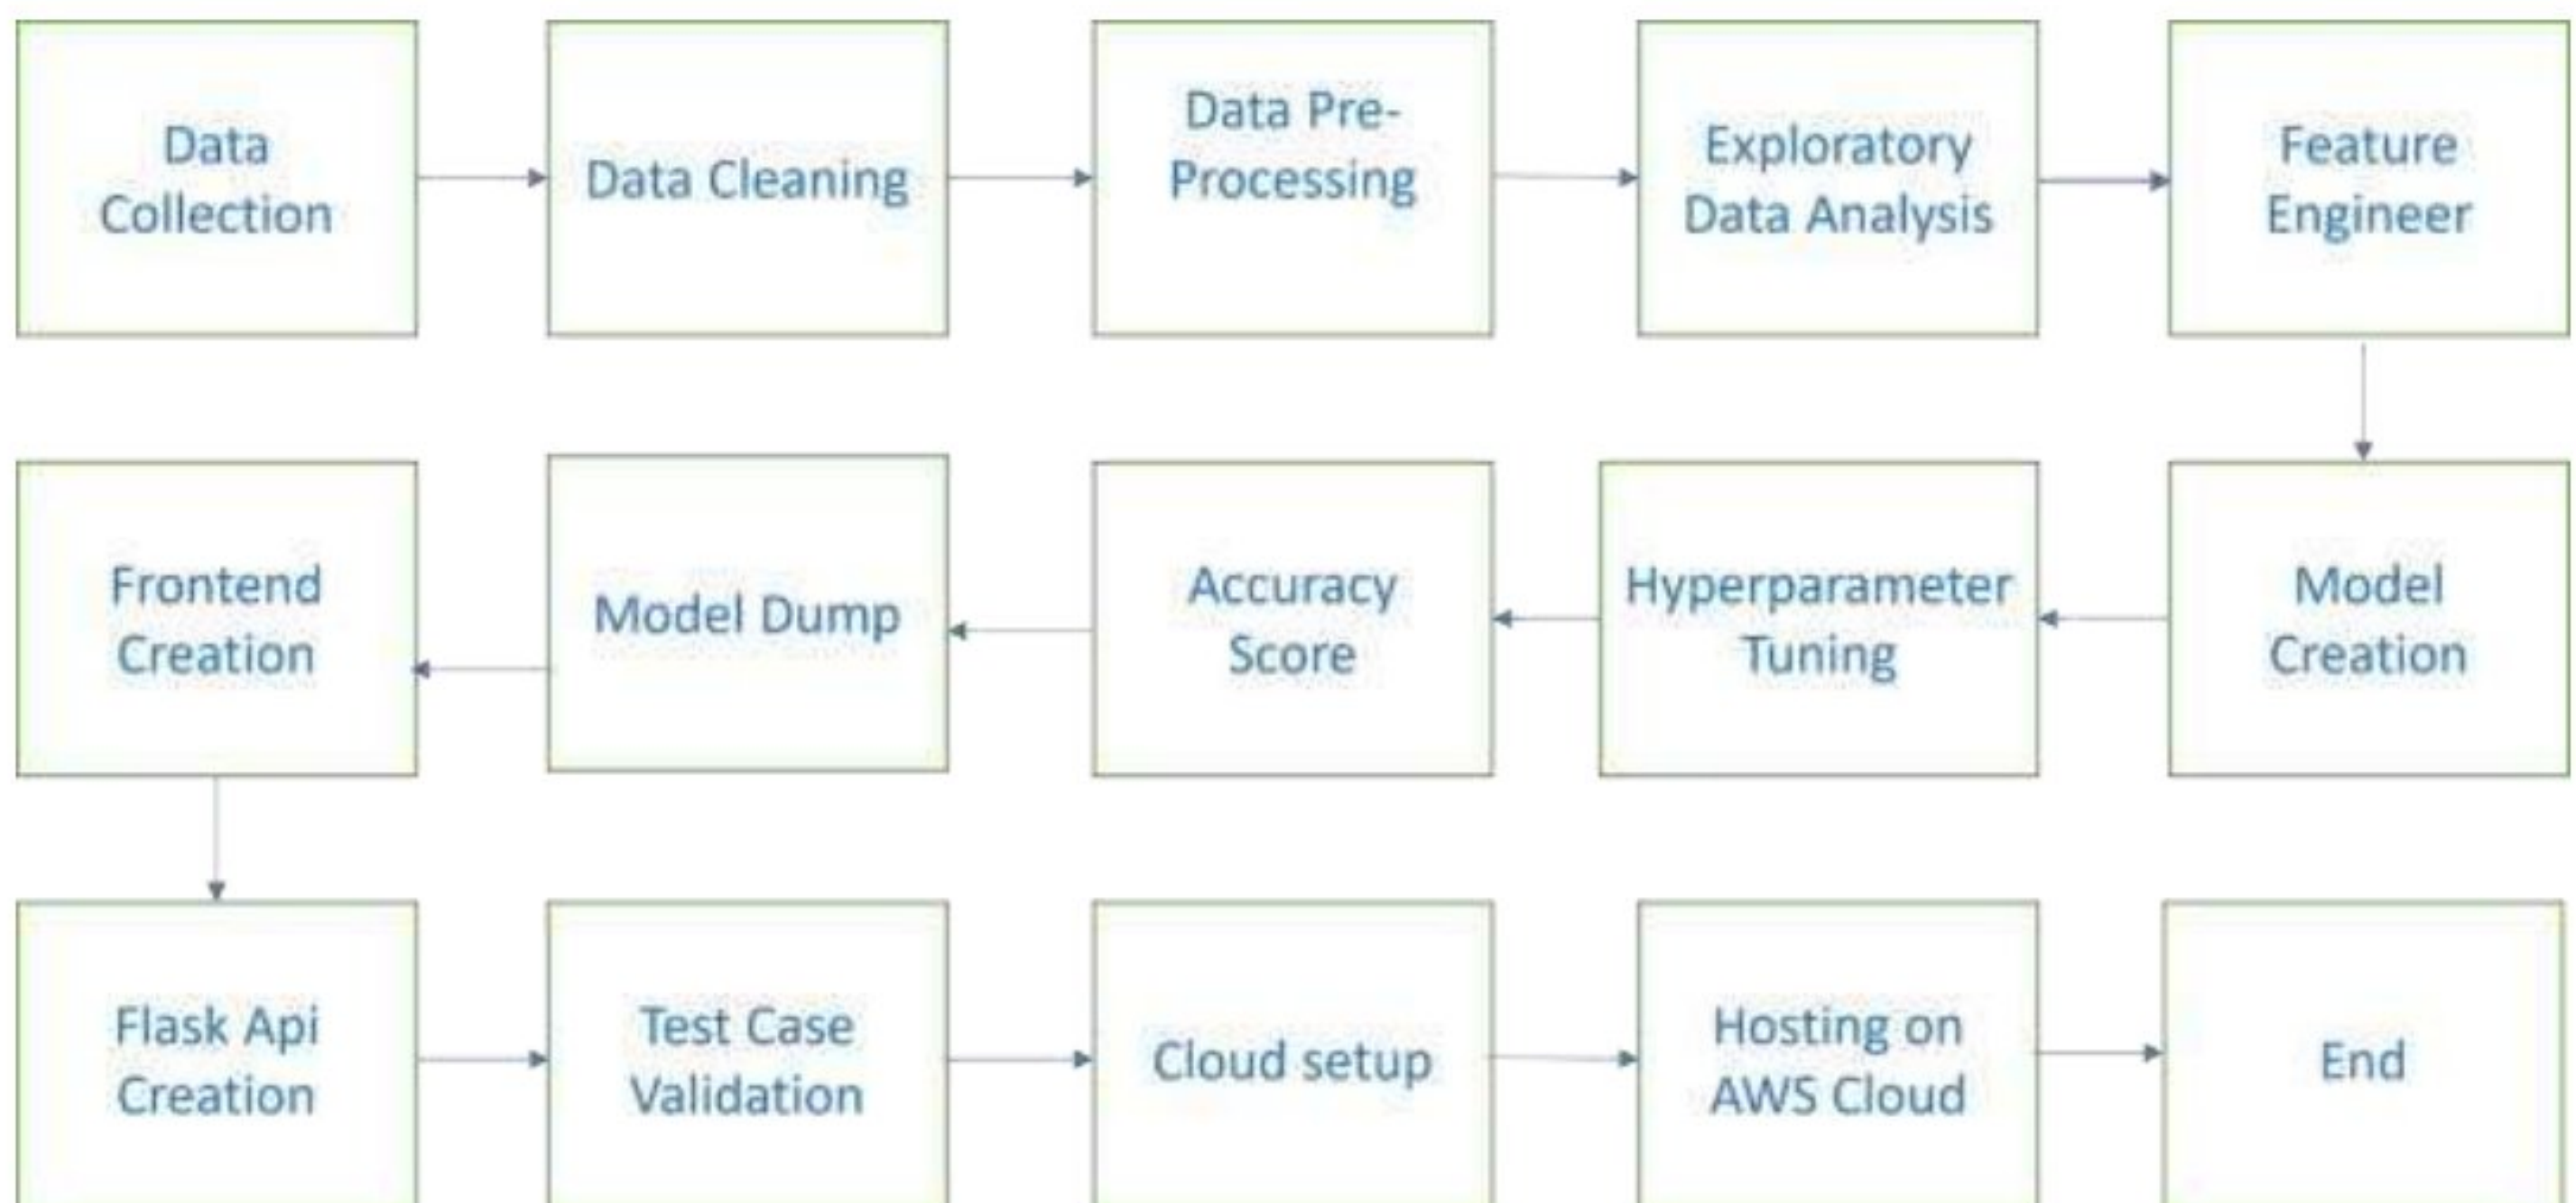 Data
Collection
Data Cleaning
Data Pre-
Processing
Exploratory
Data Analysis
Feature
Engineer
Model
Creation
Hyperparameter
Tuning
Accuracy
Score
Model Dump
Frontend
Creation
Flask Api
Creation
Test Case
Validation
Cloud setup
Hosting on
AWS Cloud
End